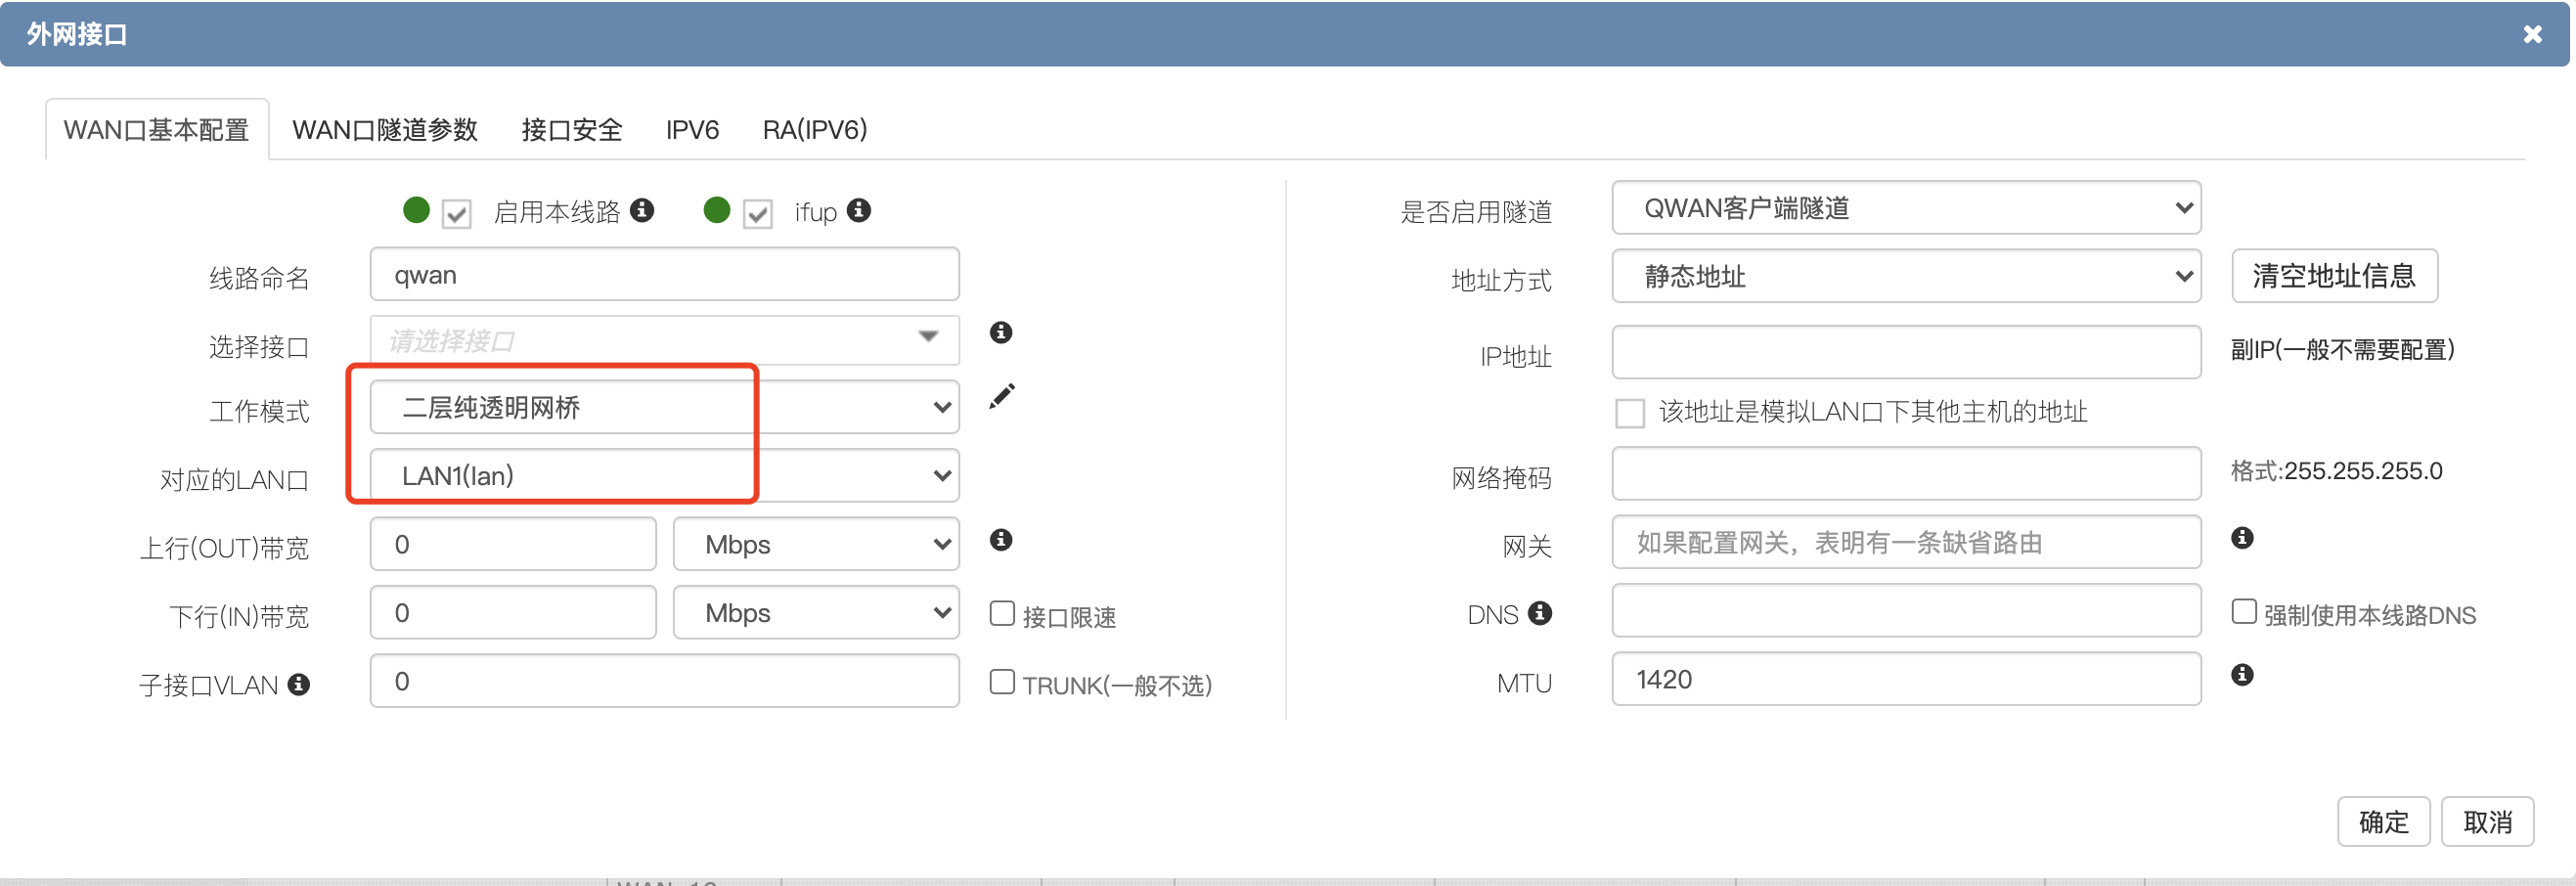 外网接口
WAN口基本配置 WAN口隧道参数 接口安全 IPV6 RA(IPV6)
启用本线路 ifup
线路命名 qwan
选择接口 请选择接口
工作模式 二层纯透明网桥
对应的LAN口 LAN1(lan)
上行(OUT)带宽 0 Mbps
下行(IN)带宽 0 Mbps 接口限速
子接口VLAN 0 TRUNK(一般不选)
是否启用隧道 QWAN客户端隧道
地址方式 静态地址 清空地址信息
IP地址 副IP(一般不需要配置)
该地址是模拟LAN口下其他主机的地址
网络掩码 格式:255.255.255.0
网关 如果配置网关，表明有一条缺省路由
DNS 强制使用本线路DNS
MTU 1420
确定 取消